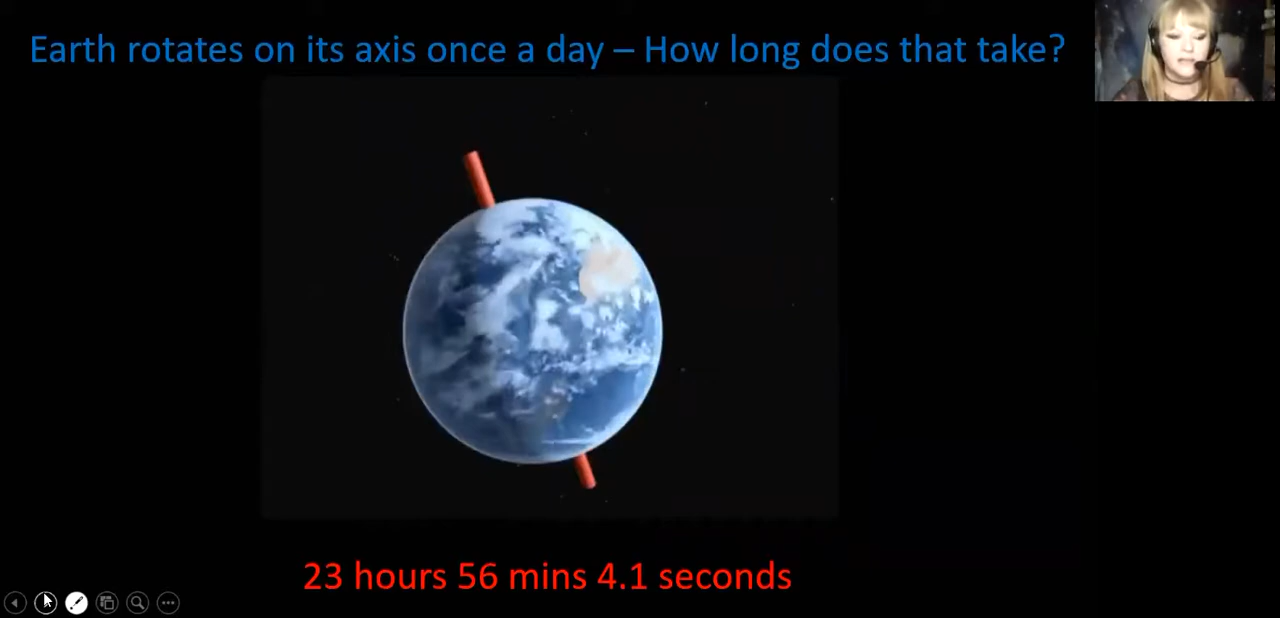 Earth rotates on its axis once a day – How long does that take?
23 hours 56 mins 4.1 seconds